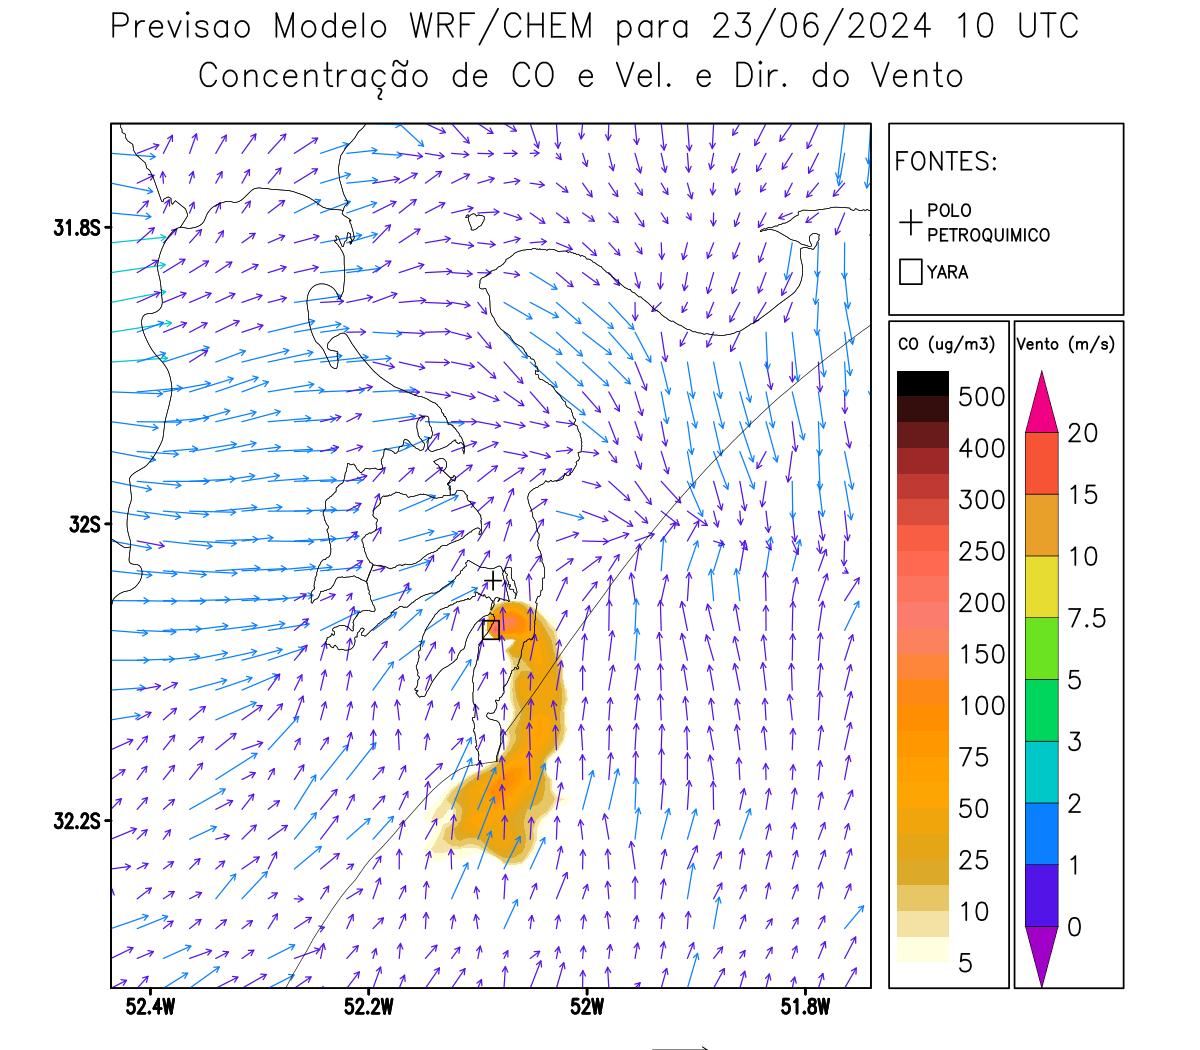 Previsao Modelo WRF/CHEM para 23/06/2024 10 UTC
Concentração de CO e Vel. e Dir. do Vento
FONTES:
POLO
PETROQUIMICO
YARA
CO (ug/m3)
500
400
300
250
200
150
100
75
50
25
10
5
Vento (m/s)
20
15
10
7.5
5
3
2
1
0
31.8S
32S
32.2S
52.4W
52.2W
52W
51.8W